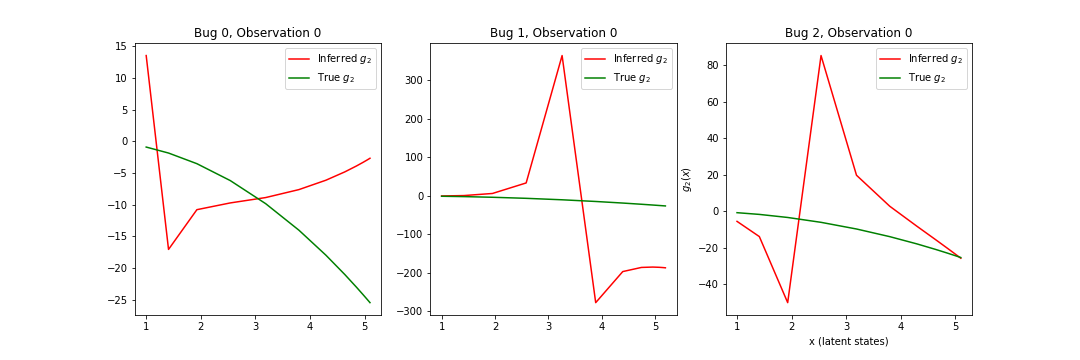 Bug 0, Observation 0
Inferred g₂
True g₂
15
10
5
0
−5
−10
−15
−20
−25
1 2 3 4 5
Bug 1, Observation 0
Inferred g₂
True g₂
300
200
100
0
−100
−200
−300
1 2 3 4 5
Bug 2, Observation 0
Inferred g₂
True g₂
g₂(x)
80
60
40
20
0
−20
−40
1 2 3 4 5
x (latent states)